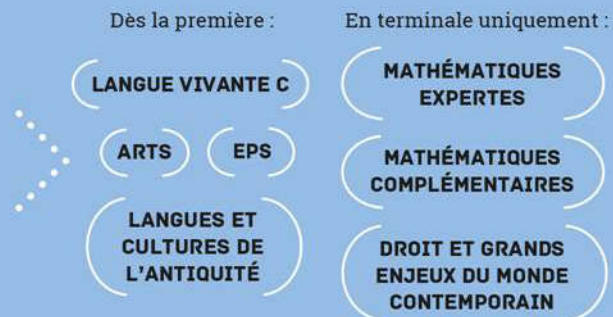 Dès la première :
LANGUE VIVANTE C
ARTS
EPS
LANGUES ET
CULTURES DE
L'ANTIQUITÉ
En terminale uniquement :
MATHÉMATIQUES
EXPERTES
MATHÉMATIQUES
COMPLÉMENTAIRES
DROIT ET GRANDS
ENJEUX DU MONDE
CONTEMPORAIN